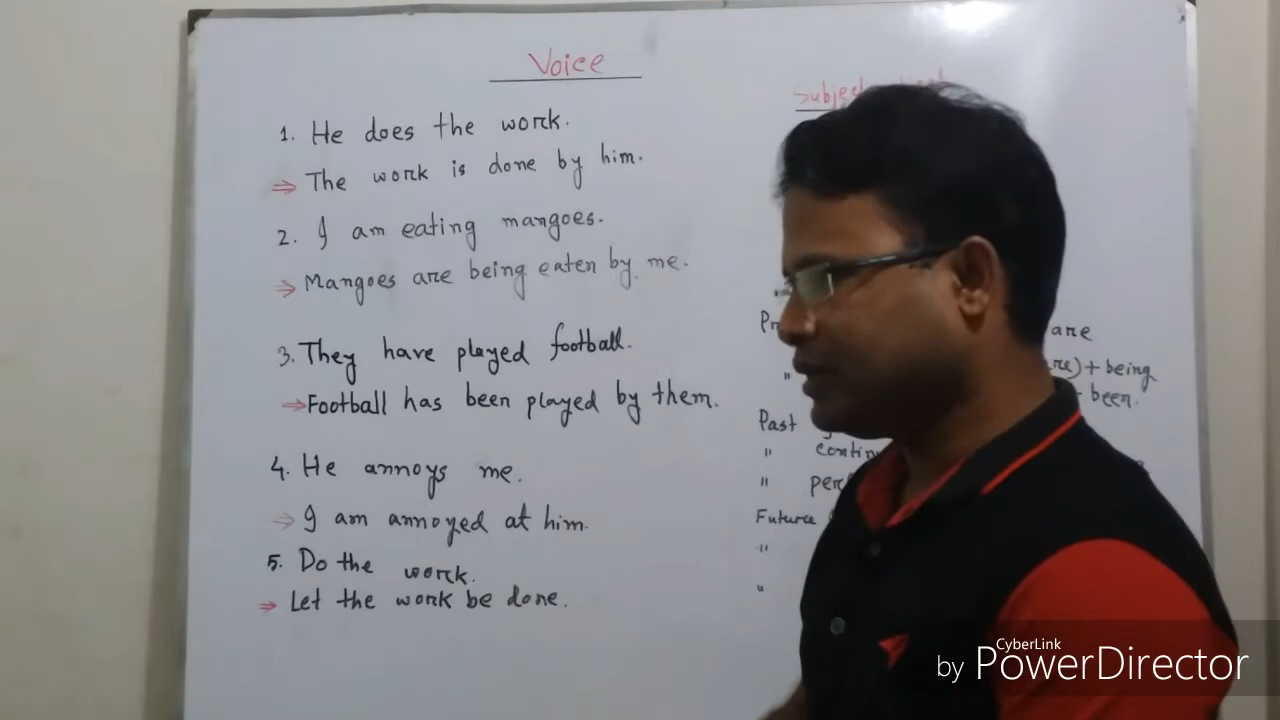 Voice
1. He does the work.
⇒ The work is done by him.
2. I am eating mangoes.
⇒ Mangoes are being eaten by me.
3. They have played football.
⇒ Football has been played by them.
4. He annoys me.
⇒ I am annoyed at him.
5. Do the work.
⇒ Let the work be done.
are
+ being
been.
Past
"
"
Future
"
"
CyberLink
by PowerDirector